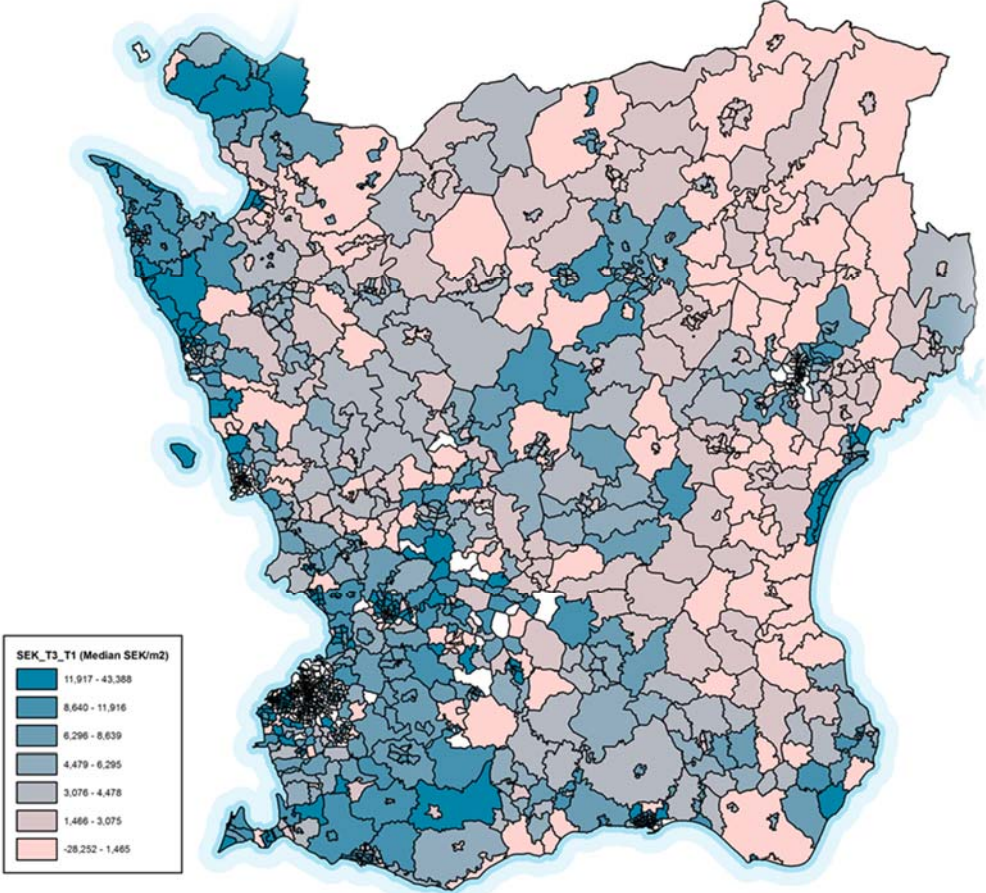 SEK_T3_T1 (Median SEK/m2)
11,917 - 43,388
8,640 - 11,916
6,296 - 8,639
4,479 - 6,295
3,076 - 4,478
1,466 - 3,075
-28,252 - 1,465